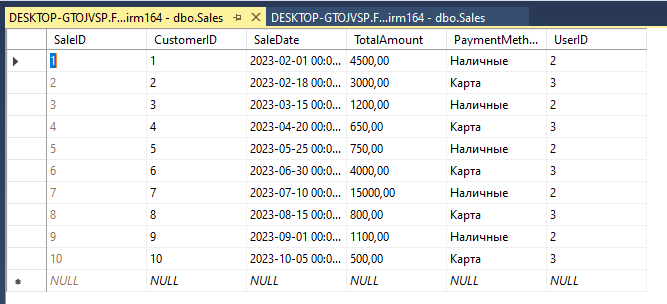 DESKTOP-GTOJVSP.F...irm164 - dbo.Sales DESKTOP-GTOJVSP.F...irm164 - dbo.Sales
SaleID CustomerID SaleDate TotalAmount PaymentMeth... UserID
1 1 2023-02-01 00:0... 4500,00 Наличные 2
2 2 2023-02-18 00:0... 3000,00 Карта 3
3 3 2023-03-15 00:0... 1200,00 Наличные 2
4 4 2023-04-20 00:0... 650,00 Карта 3
5 5 2023-05-25 00:0... 750,00 Наличные 2
6 6 2023-06-30 00:0... 4000,00 Карта 3
7 7 2023-07-10 00:0... 15000,00 Наличные 2
8 8 2023-08-15 00:0... 800,00 Карта 3
9 9 2023-09-01 00:0... 1100,00 Наличные 2
10 10 2023-10-05 00:0... 500,00 Карта 3
NULL NULL NULL NULL NULL NULL